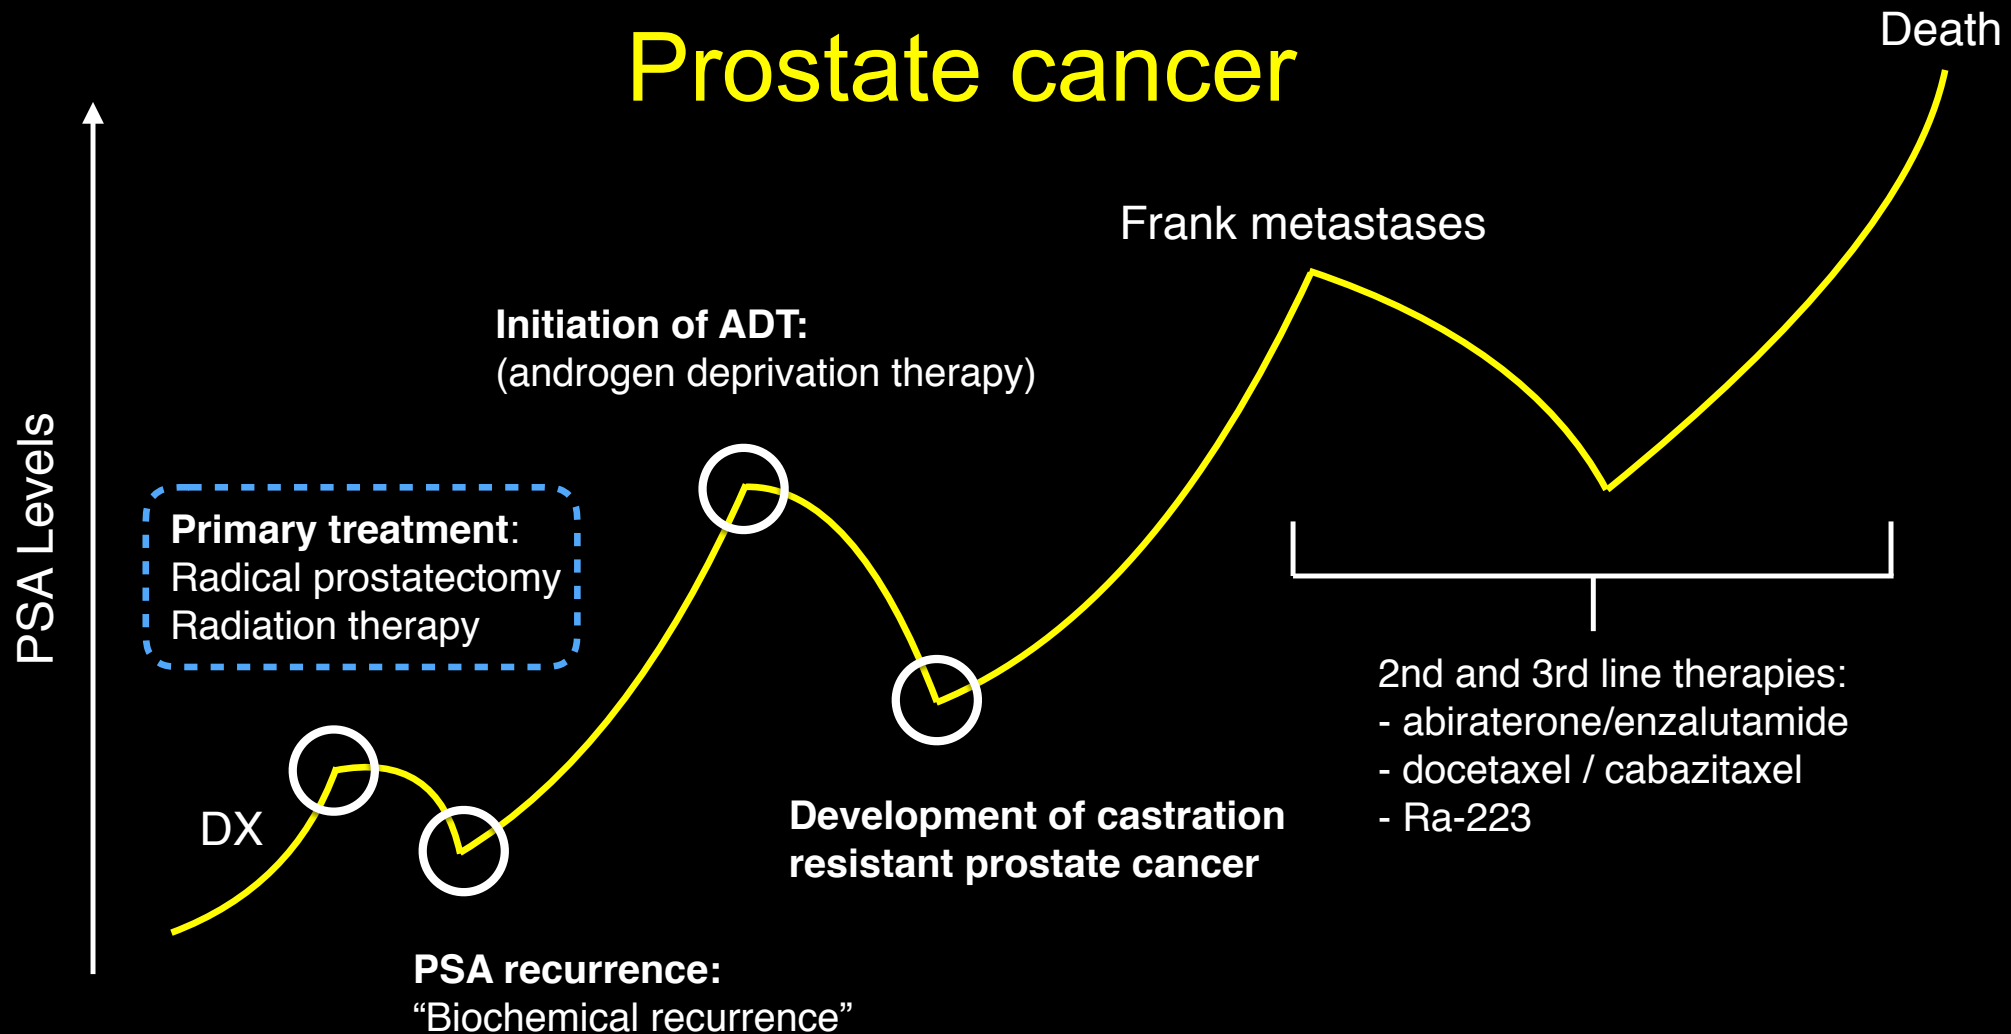 Prostate cancer
Death
PSA Levels
Frank metastases
Initiation of ADT:
(androgen deprivation therapy)
Primary treatment:
Radical prostatectomy
Radiation therapy
DX
2nd and 3rd line therapies:
- abiraterone/enzalutamide
- docetaxel / cabazitaxel
- Ra-223
Development of castration
resistant prostate cancer
PSA recurrence:
“Biochemical recurrence”